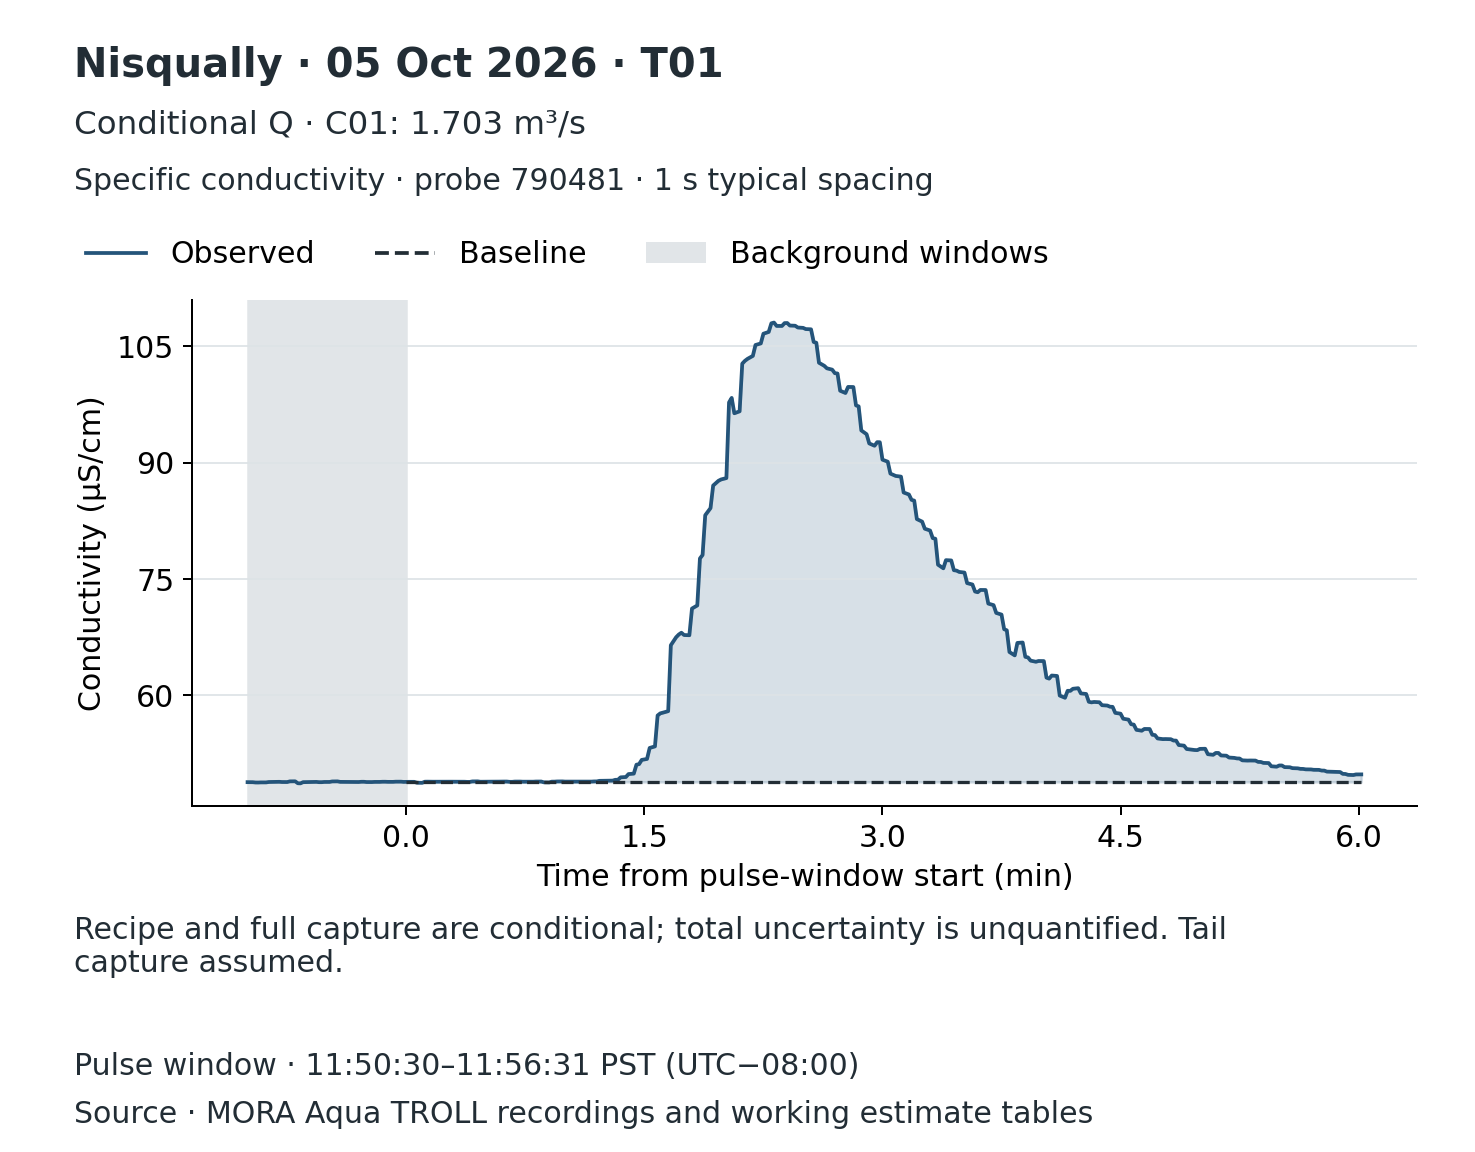 Nisqually · 05 Oct 2026 · T01
Conditional Q · C01: 1.703 m³/s
Specific conductivity · probe 790481 · 1 s typical spacing
Observed
Baseline
Background windows
105
90
75
60
Conductivity (µS/cm)
0.0
1.5
3.0
4.5
6.0
Time from pulse-window start (min)
Recipe and full capture are conditional; total uncertainty is unquantified. Tail
capture assumed.
Pulse window · 11:50:30–11:56:31 PST (UTC−08:00)
Source · MORA Aqua TROLL recordings and working estimate tables